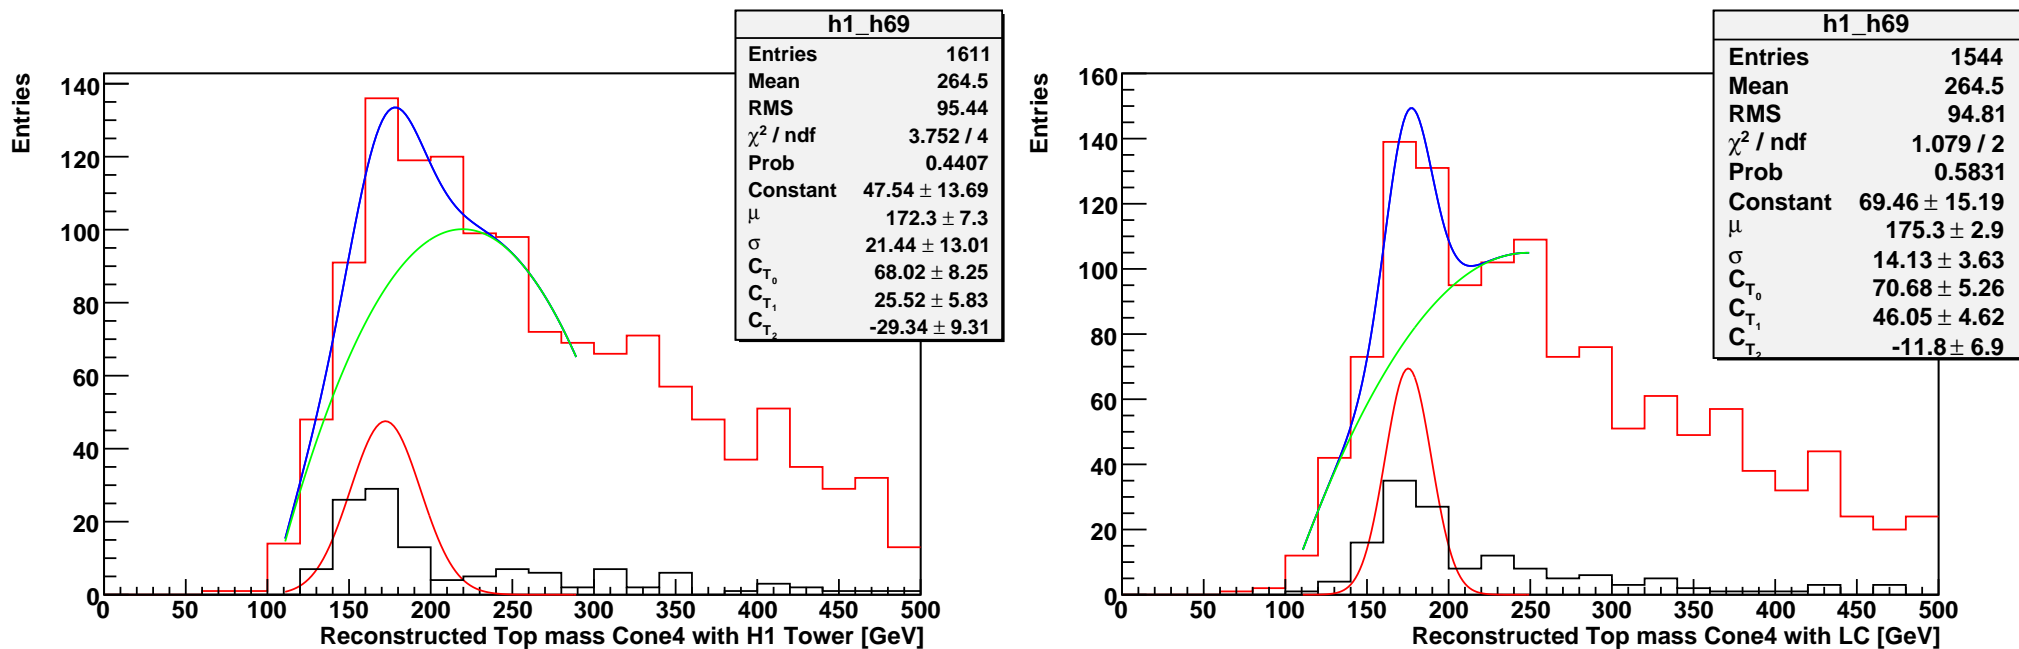 h1_h69
Entries 1611
Mean 264.5
RMS 95.44
χ² / ndf 3.752 / 4
Prob 0.4407
Constant 47.54 ± 13.69
μ 172.3 ± 7.3
σ 21.44 ± 13.01
C_T₀ 68.02 ± 8.25
C_T₁ 25.52 ± 5.83
C_T₂ -29.34 ± 9.31
Entries
140
120
100
80
60
40
20
0
0 50 100 150 200 250 300 350 400 450 500
Reconstructed Top mass Cone4 with H1 Tower [GeV]
h1_h69
Entries 1544
Mean 264.5
RMS 94.81
χ² / ndf 1.079 / 2
Prob 0.5831
Constant 69.46 ± 15.19
μ 175.3 ± 2.9
σ 14.13 ± 3.63
C_T₀ 70.68 ± 5.26
C_T₁ 46.05 ± 4.62
C_T₂ -11.8 ± 6.9
Entries
160
140
120
100
80
60
40
20
0
0 50 100 150 200 250 300 350 400 450 500
Reconstructed Top mass Cone4 with LC [GeV]